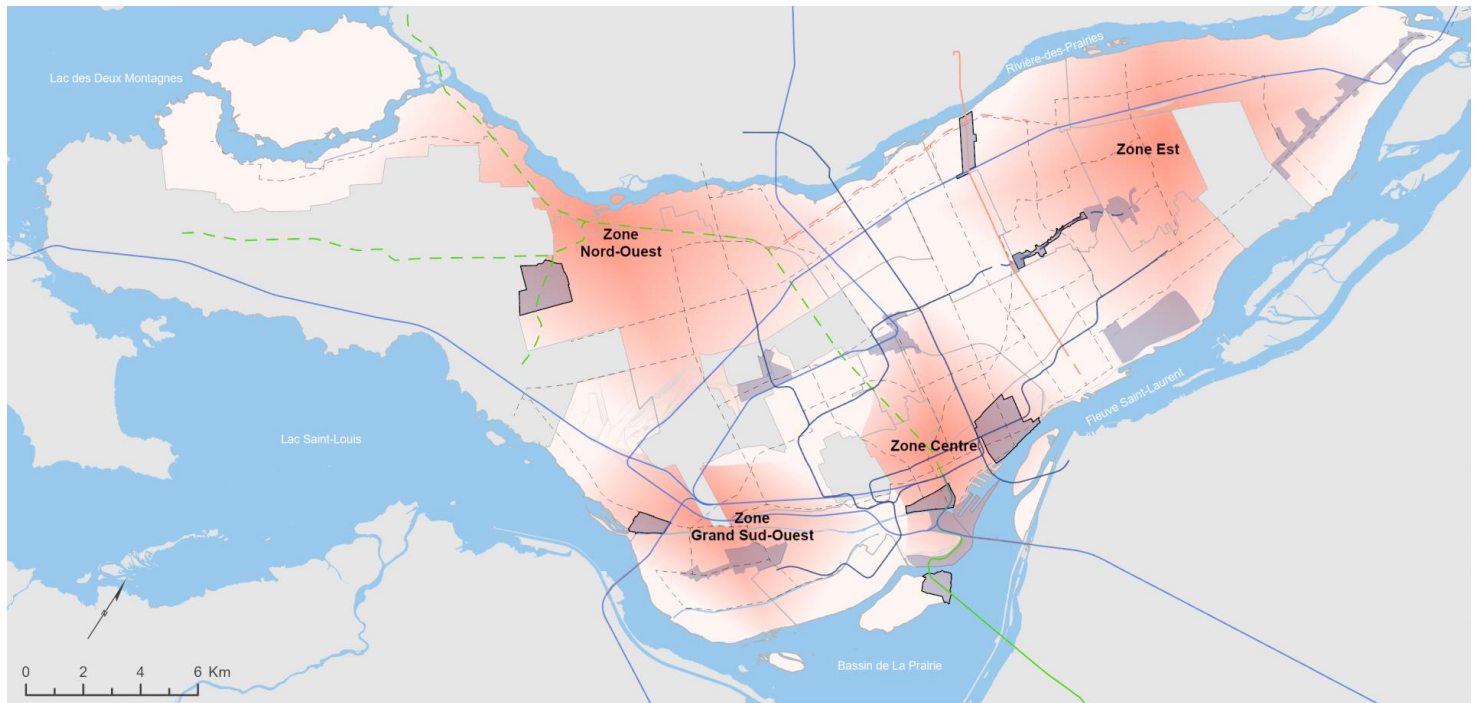 Lac des Deux Montagnes
Rivière-des-Prairies
Zone Est
Zone
Nord-Ouest
Fleuve Saint-Laurent
Lac Saint-Louis
Zone Centre
Zone
Grand Sud-Ouest
N
Bassin de La Prairie
0 2 4 6 Km